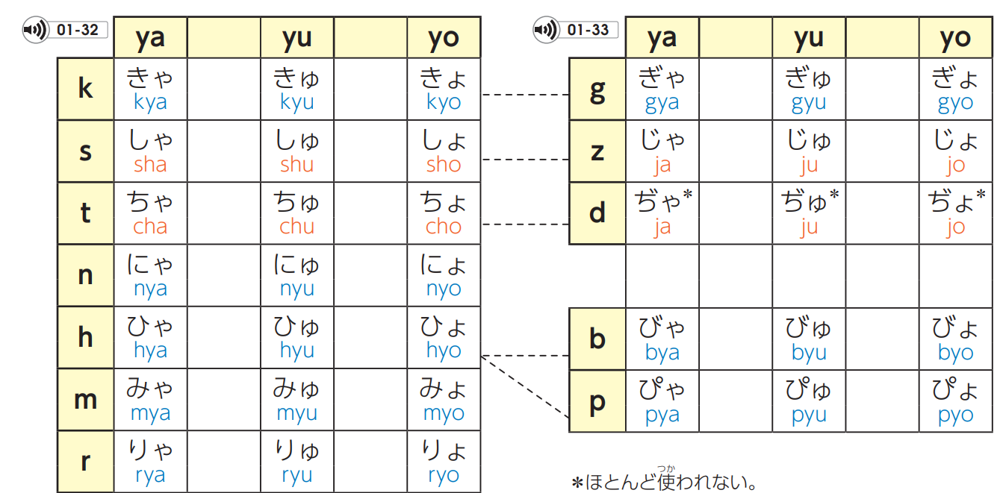 01-32
ya yu yo
k きゃ きゅ きょ
kya kyu kyo
s しゃ しゅ しょ
sha shu sho
t ちゃ ちゅ ちょ
cha chu cho
n にゃ にゅ にょ
nya nyu nyo
h ひゃ ひゅ ひょ
hya hyu hyo
m みゃ みゅ みょ
mya myu myo
r りゃ りゅ りょ
rya ryu ryo
01-33
ya yu yo
g ぎゃ ぎゅ ぎょ
gya gyu gyo
z じゃ じゅ じょ
ja ju jo
d ぢゃ* ぢゅ* ぢょ*
ja ju jo
b びゃ びゅ びょ
bya byu byo
p ぴゃ ぴゅ ぴょ
pya pyu pyo
つか
*ほとんど使われない。